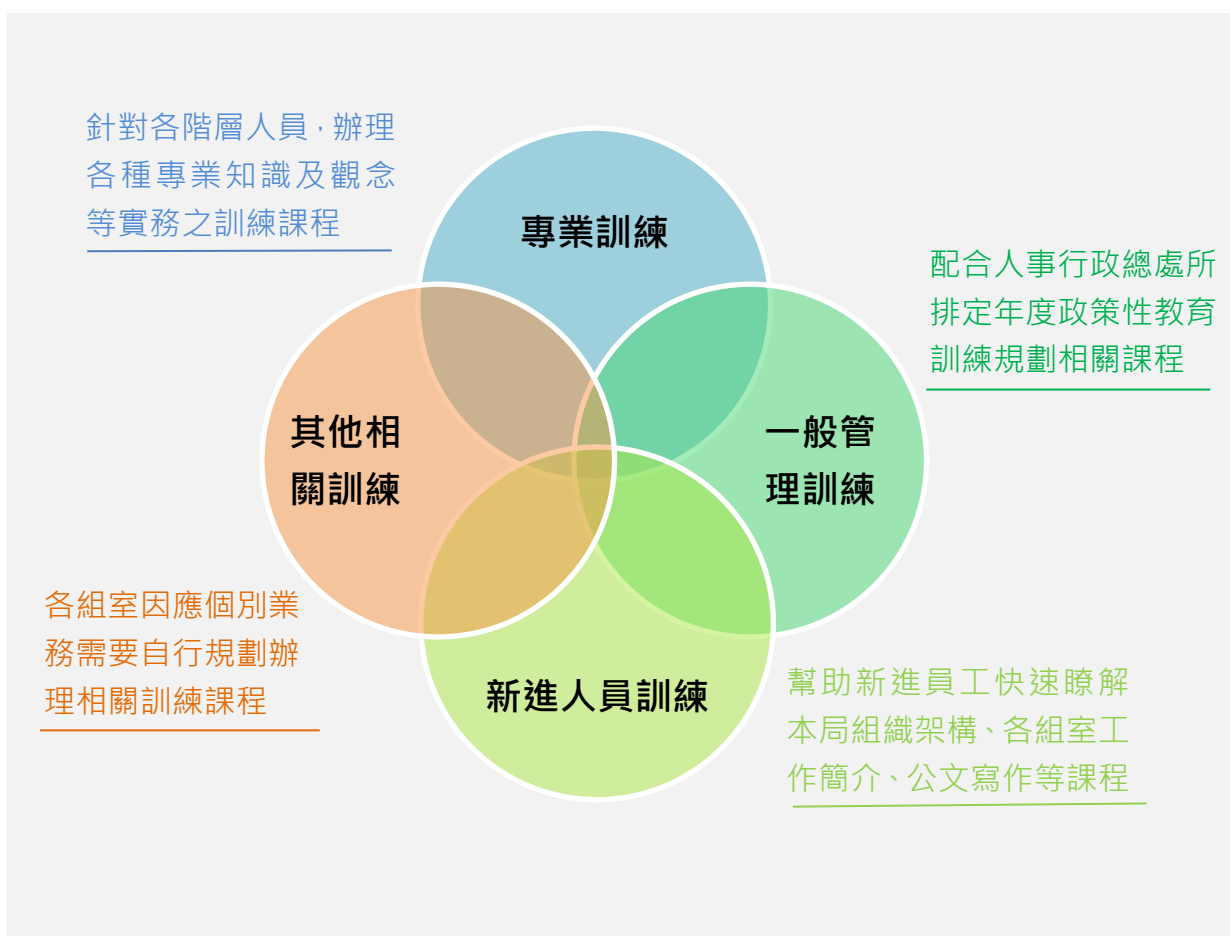 針對各階層人員，辦理
各種專業知識及觀念
等實務之訓練課程
專業訓練
配合人事行政總處所
排定年度政策性教育
訓練規劃相關課程
其他相
關訓練
一般管
理訓練
各組室因應個別業
務需要自行規劃辦
理相關訓練課程
新進人員訓練
幫助新進員工快速瞭解
本局組織架構、各組室工
作簡介、公文寫作等課程